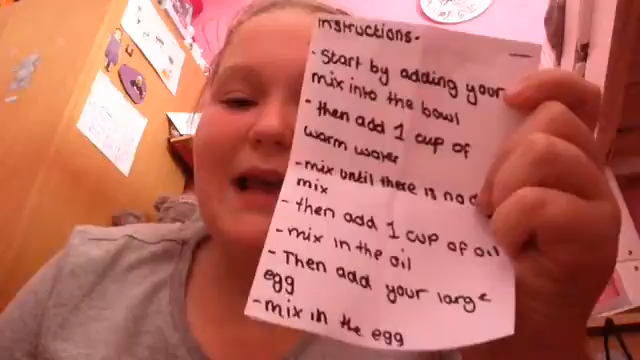 instructions-
- Start by adding your
mix into the bowl
- then add 1 cup of
warm water
- mix until there is no
mix
- then add 1 cup of oil
- mix in the oil
- Then add your large
egg
- mix in the egg